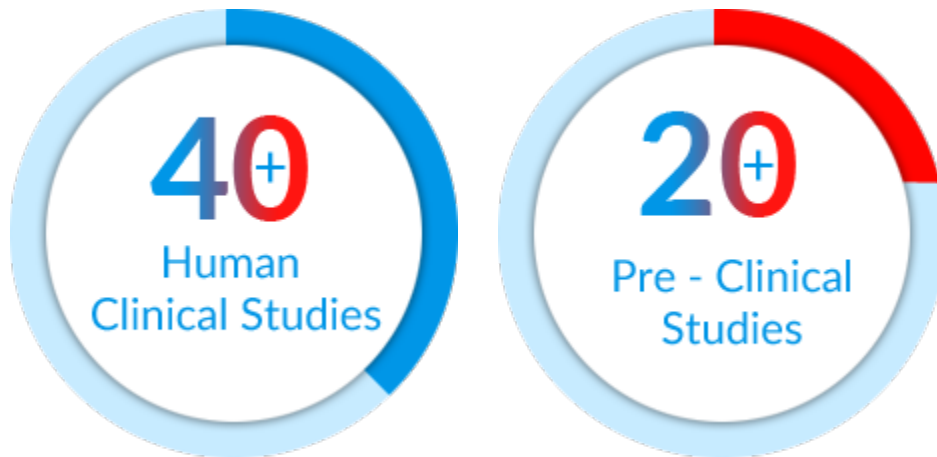 40+
Human
Clinical Studies
20+
Pre - Clinical
Studies